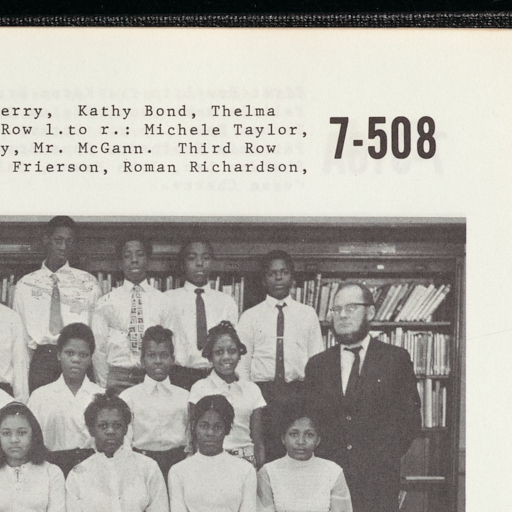 erry, Kathy Bond, Thelma
Row l.to r.: Michele Taylor,
y, Mr. McGann. Third Row
Frierson, Roman Richardson,
7-508